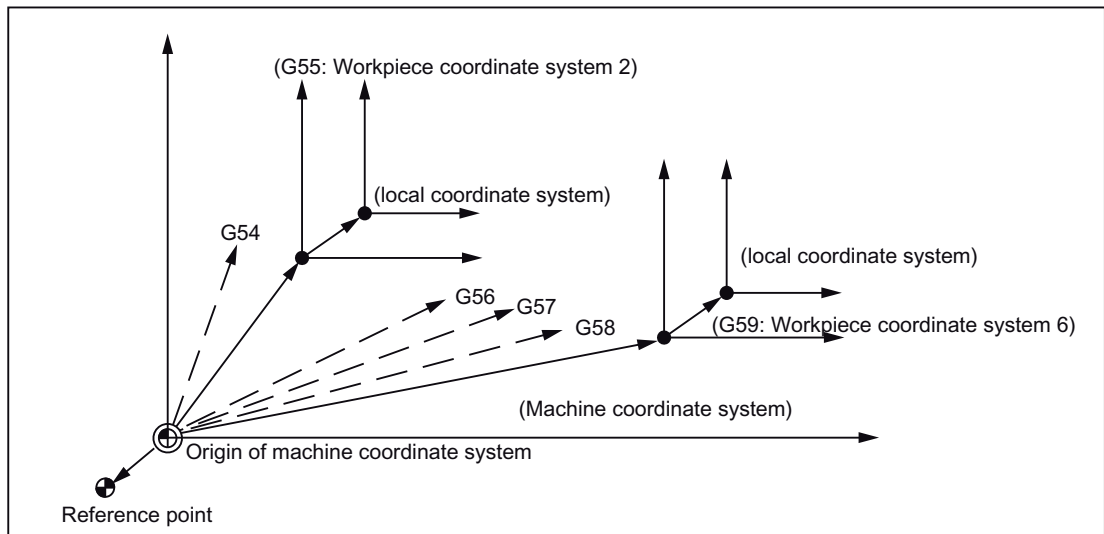 (G55: Workpiece coordinate system 2)
(local coordinate system)
G54
(local coordinate system)
G56
G57
G58
(G59: Workpiece coordinate system 6)
(Machine coordinate system)
Origin of machine coordinate system
Reference point